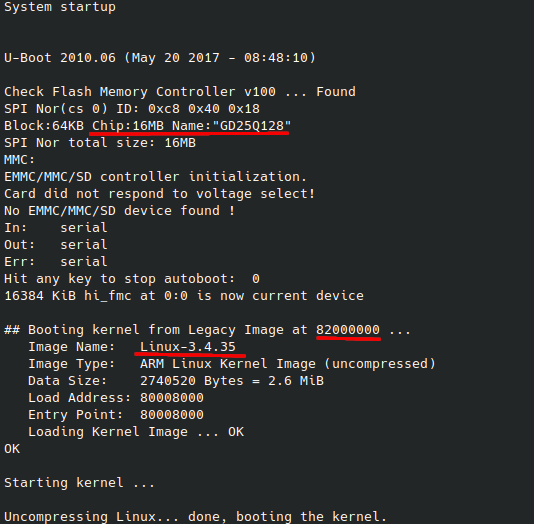 System startup
U-Boot 2010.06 (May 20 2017 - 08:48:10)
Check Flash Memory Controller v100 ... Found
SPI Nor(cs 0) ID: 0xc8 0x40 0x18
Block:64KB Chip:16MB Name:"GD25Q128"
SPI Nor total size: 16MB
MMC:
EMMC/MMC/SD controller initialization.
Card did not respond to voltage select!
No EMMC/MMC/SD device found !
In:    serial
Out:   serial
Err:   serial
Hit any key to stop autoboot:  0
16384 KiB hi_fmc at 0:0 is now current device
## Booting kernel from Legacy Image at 82000000 ...
   Image Name:   Linux-3.4.35
   Image Type:   ARM Linux Kernel Image (uncompressed)
   Data Size:    2740520 Bytes = 2.6 MiB
   Load Address: 80008000
   Entry Point:  80008000
   Loading Kernel Image ... OK
OK
Starting kernel ...
Uncompressing Linux... done, booting the kernel.